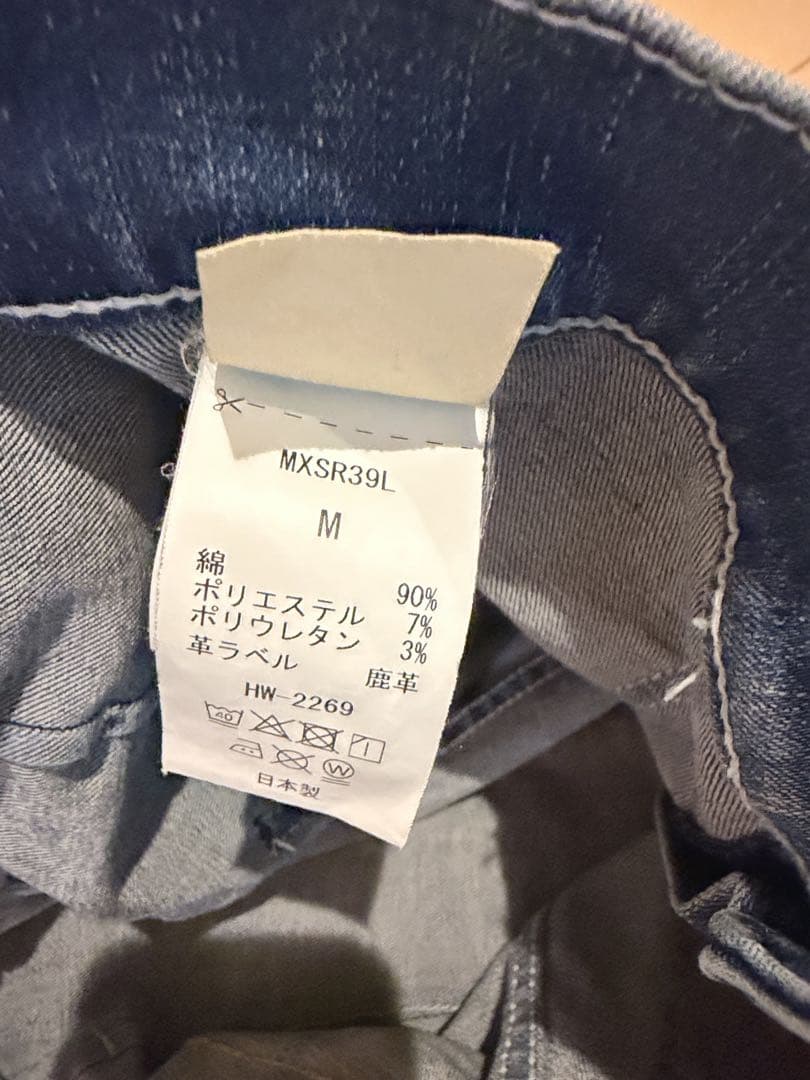 MXSR39L
M
綿 90%
ポリエステル 7%
ポリウレタン 3%
革ラベル 鹿革
HW-2269
40
W
日本製